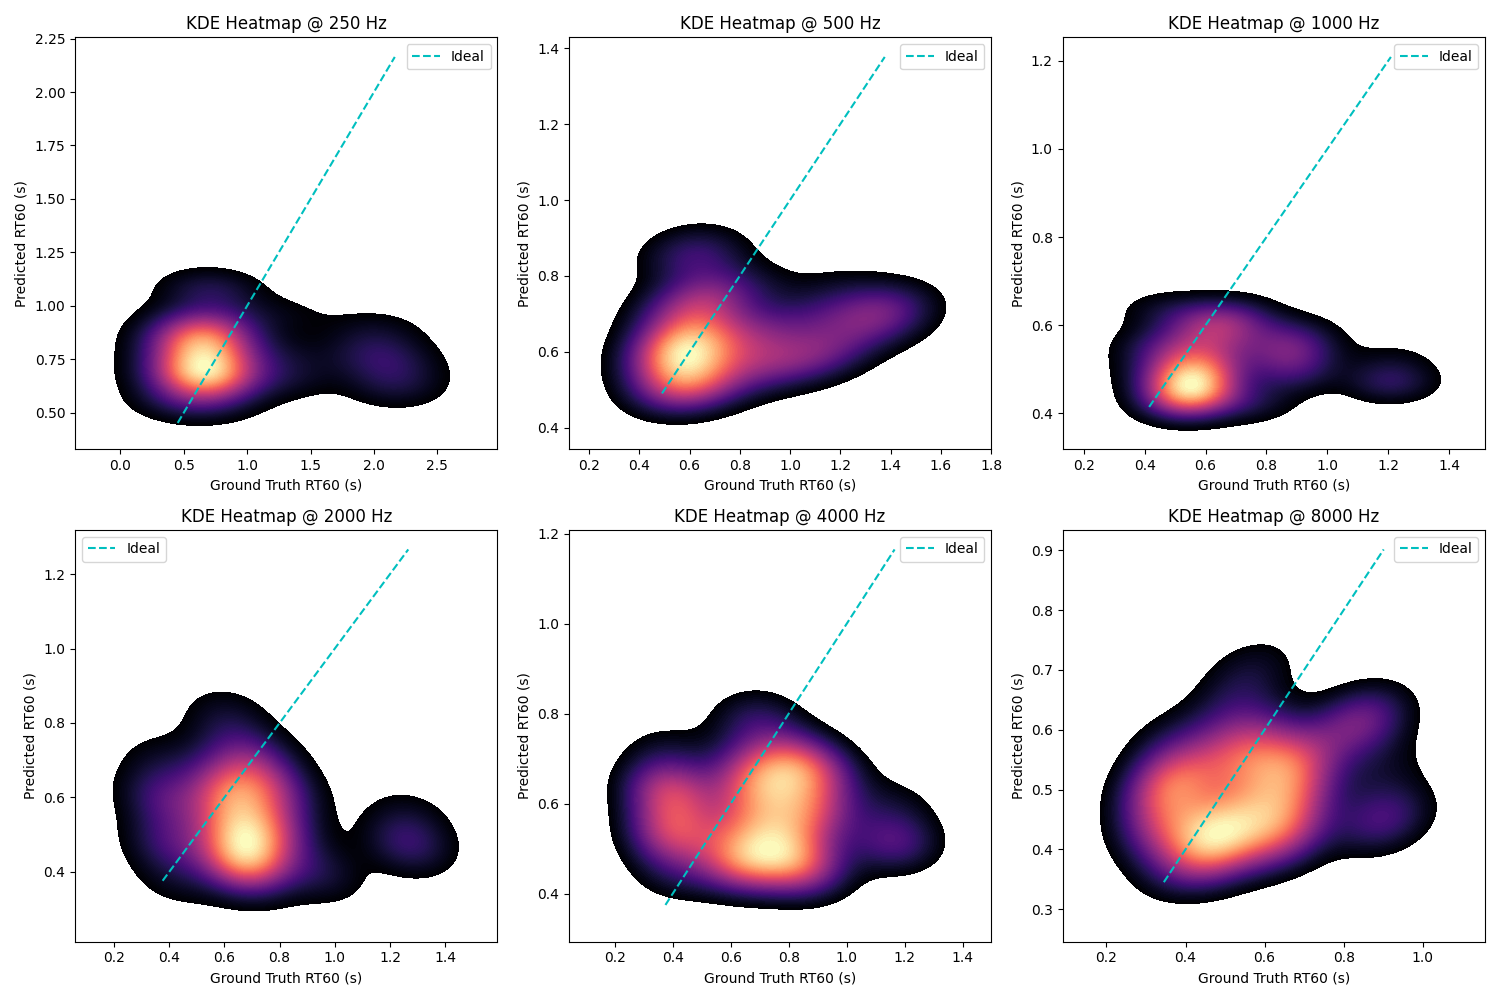 KDE Heatmap @ 250 Hz
Ideal
2.25
2.00
1.75
1.50
1.25
1.00
0.75
0.50
Predicted RT60 (s)
0.0 0.5 1.0 1.5 2.0 2.5
Ground Truth RT60 (s)
KDE Heatmap @ 500 Hz
Ideal
1.4
1.2
1.0
0.8
0.6
0.4
Predicted RT60 (s)
0.2 0.4 0.6 0.8 1.0 1.2 1.4 1.6 1.8
Ground Truth RT60 (s)
KDE Heatmap @ 1000 Hz
Ideal
1.2
1.0
0.8
0.6
0.4
Predicted RT60 (s)
0.2 0.4 0.6 0.8 1.0 1.2 1.4
Ground Truth RT60 (s)
KDE Heatmap @ 2000 Hz
Ideal
1.2
1.0
0.8
0.6
0.4
Predicted RT60 (s)
0.2 0.4 0.6 0.8 1.0 1.2 1.4
Ground Truth RT60 (s)
KDE Heatmap @ 4000 Hz
Ideal
1.2
1.0
0.8
0.6
0.4
Predicted RT60 (s)
0.2 0.4 0.6 0.8 1.0 1.2 1.4
Ground Truth RT60 (s)
KDE Heatmap @ 8000 Hz
Ideal
0.9
0.8
0.7
0.6
0.5
0.4
0.3
Predicted RT60 (s)
0.2 0.4 0.6 0.8 1.0
Ground Truth RT60 (s)